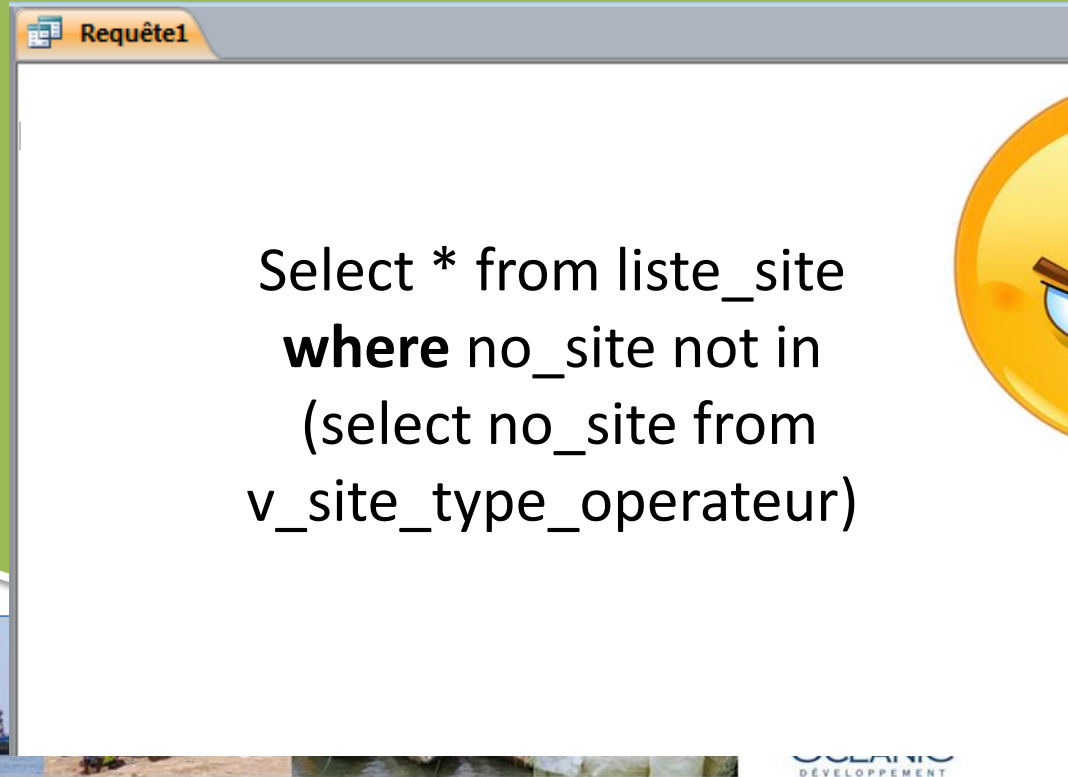 Requête1
Select * from liste_site
where no_site not in
(select no_site from
v_site_type_operateur)
DÉVELOPPEMENT